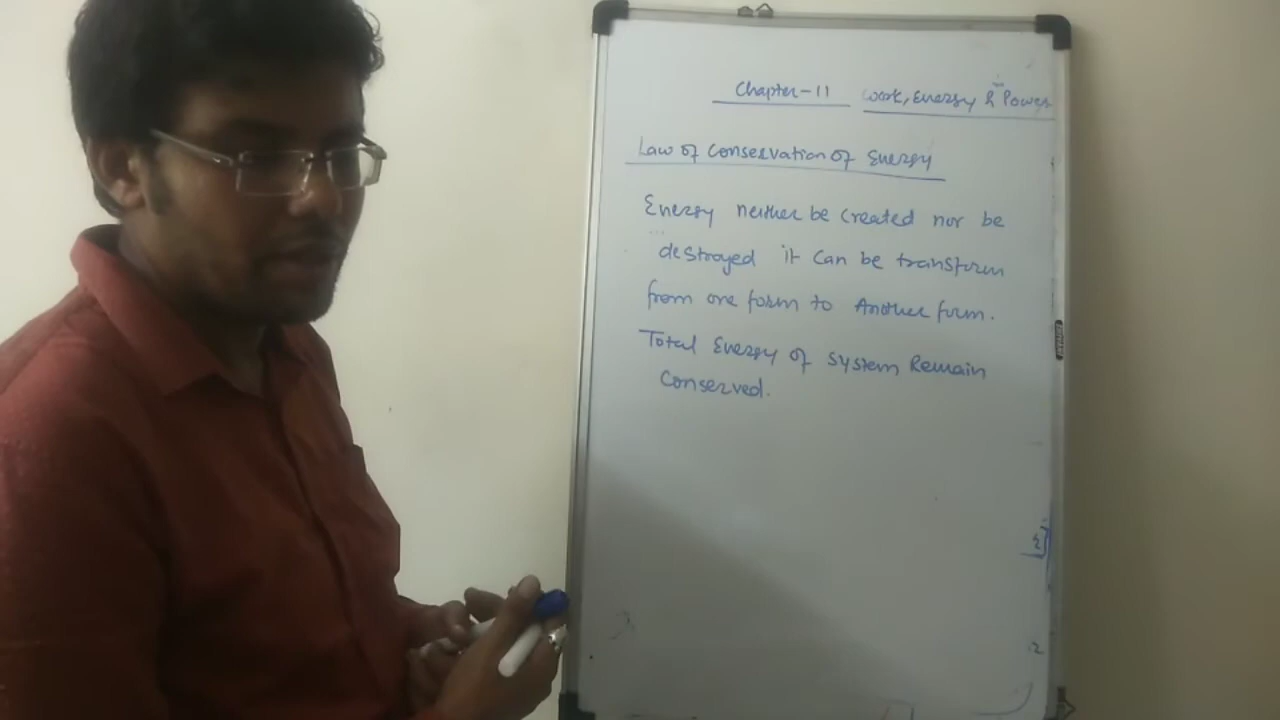 Chapter-11 Work, Energy & Power
Law of Conservation of Energy
Energy neither be created nor be
destroyed it can be transform
from one form to Another form.
Total Energy of System Remain
Conserved.